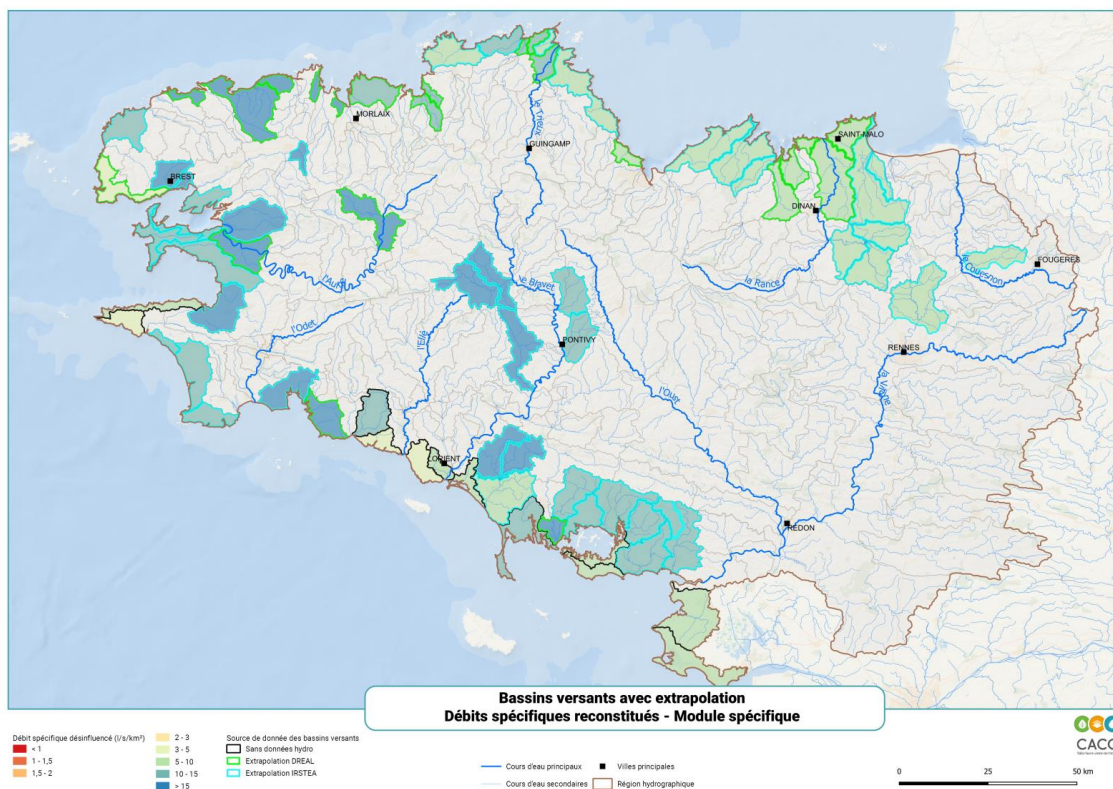 MORLAIX
BREST
le Trieux
GUINGAMP
SAINT-MALO
DINAN
la Rance
le Couesnon
FOUGERES
l'Aulne
l'Odet
l'Ellé
le Blavet
PONTIVY
l'Oust
RENNES
la Vilaine
LORIENT
REDON
Bassins versants avec extrapolation
Débits spécifiques reconstitués - Module spécifique
Débit spécifique désinfluencé (l/s/km²)
< 1
1 - 1,5
1,5 - 2
2 - 3
3 - 5
5 - 10
10 - 15
> 15
Source de donnée des bassins versants
Sans données hydro
Extrapolation DREAL
Extrapolation IRSTEA
Cours d'eau principaux
Cours d'eau secondaires
Villes principales
Région hydrographique
0 25 50 km